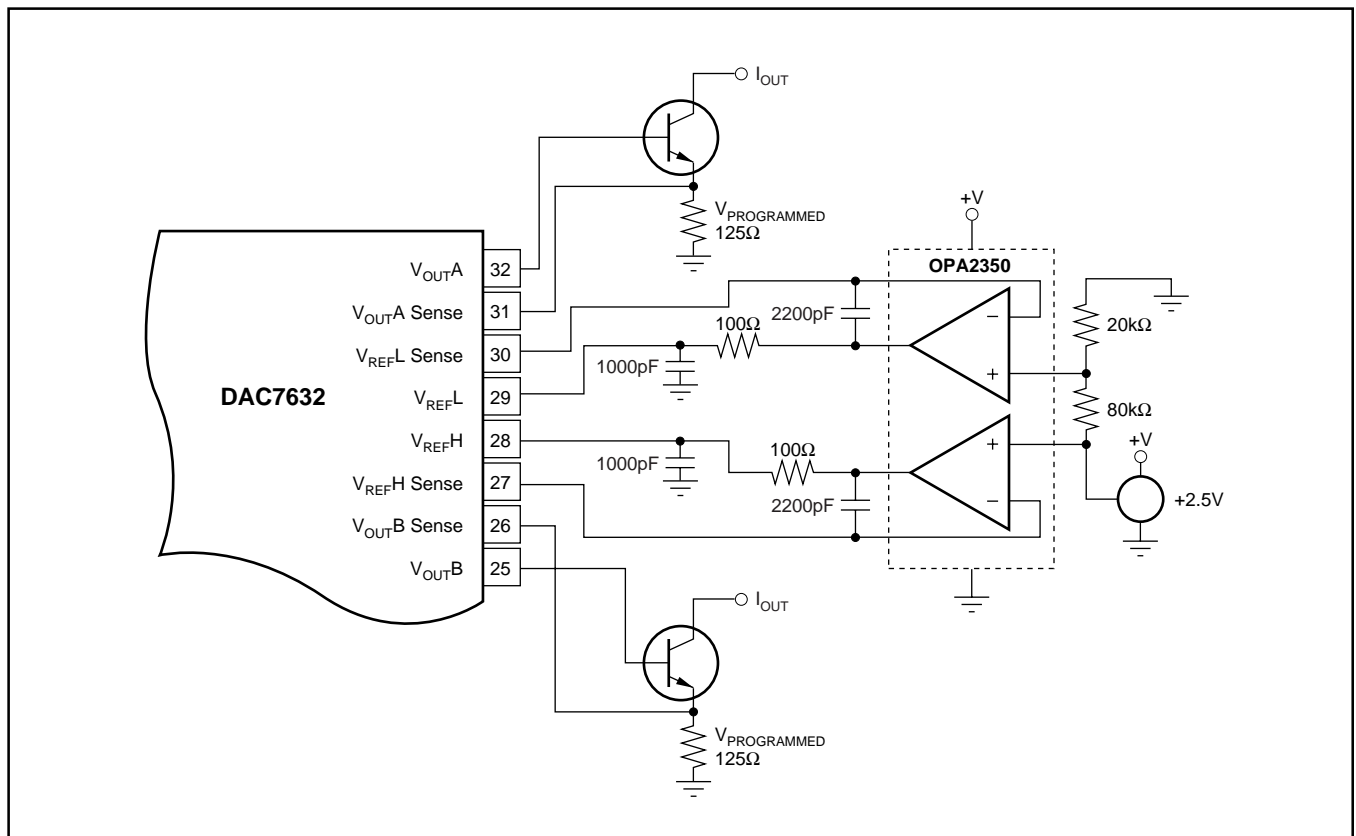 I_OUT
V_PROGRAMMED
125Ω
+V
OPA2350
V_OUTA 32
V_OUTA Sense 31
V_REFL Sense 30
V_REFL 29
V_REFH 28
V_REFH Sense 27
V_OUTB Sense 26
V_OUTB 25
DAC7632
2200pF
100Ω
1000pF
−
+
20kΩ
80kΩ
100Ω
1000pF
2200pF
+
−
+V
+2.5V
I_OUT
V_PROGRAMMED
125Ω